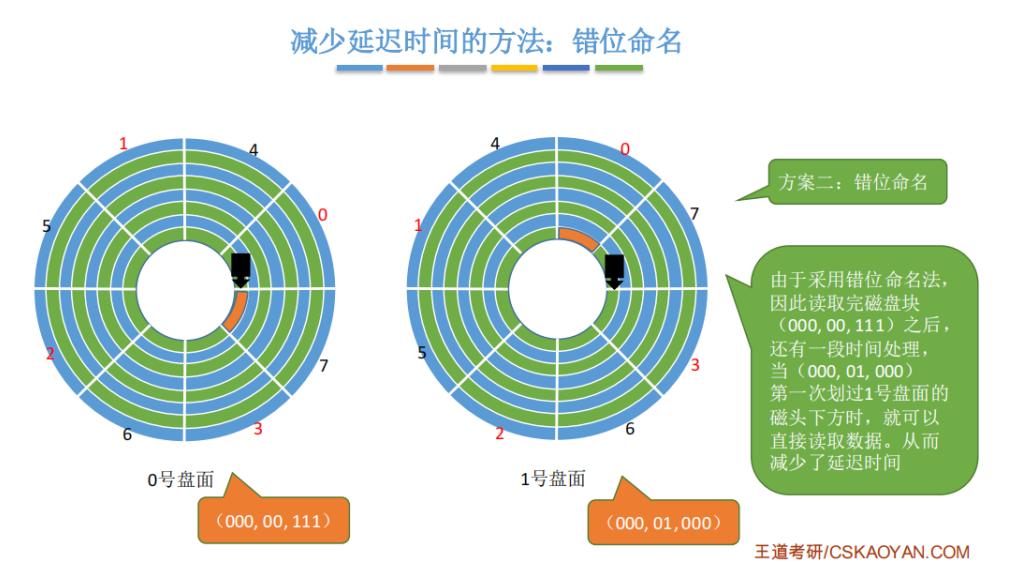 减少延迟时间的方法：错位命名
1
4
0
5
2
7
6
3
0号盘面
（000, 00, 111）
4
0
7
1
5
3
6
2
1号盘面
（000, 01,000）
方案二：错位命名
由于采用错位命名法，
因此读取完磁盘块
（000, 00, 111）之后，
还有一段时间处理，
当（000, 01, 000）
第一次划过1号盘面的
磁头下方时，就可以
直接读取数据。从而
减少了延迟时间
王道考研/CSKAOYAN.COM